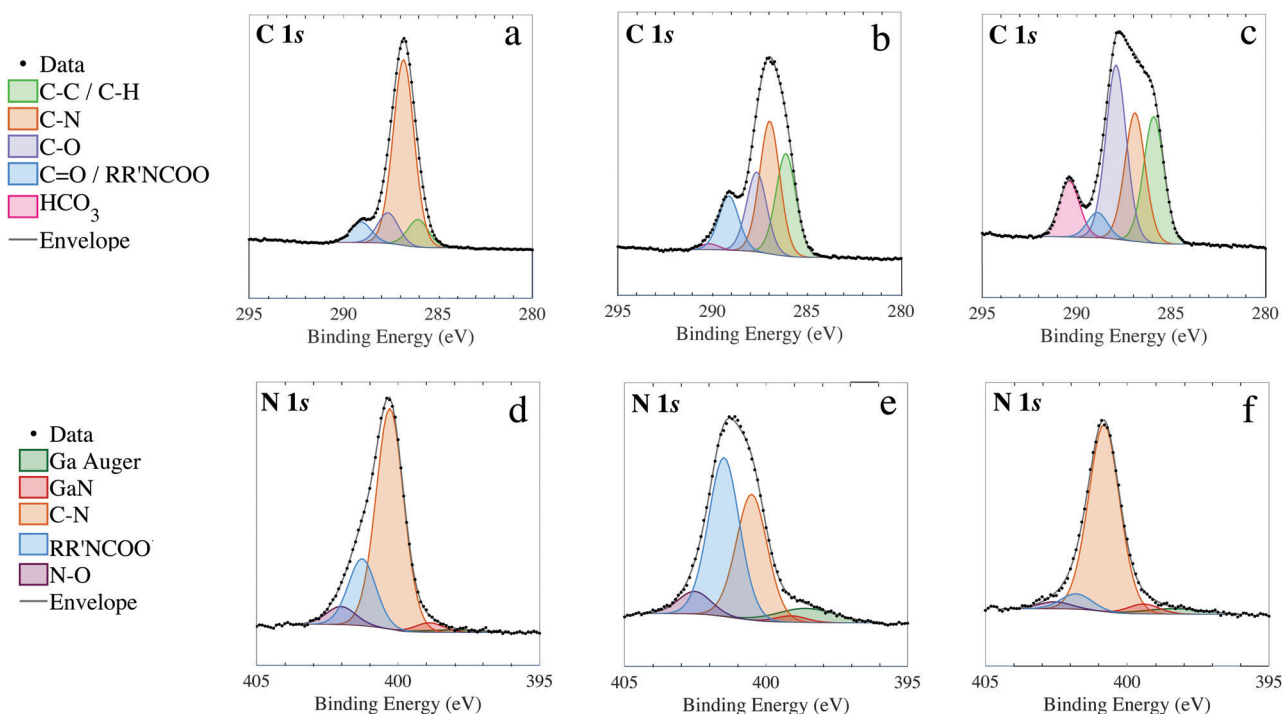 C 1s
a
C 1s
b
C 1s
c
Data
C-C / C-H
C-N
C-O
C=O / RR'NCOO
HCO3
Envelope
295 290 285 280
Binding Energy (eV)
295 290 285 280
Binding Energy (eV)
295 290 285 280
Binding Energy (eV)
N 1s
d
N 1s
e
N 1s
f
Data
Ga Auger
GaN
C-N
RR'NCOO
N-O
Envelope
405 400 395
Binding Energy (eV)
405 400 395
Binding Energy (eV)
405 400 395
Binding Energy (eV)